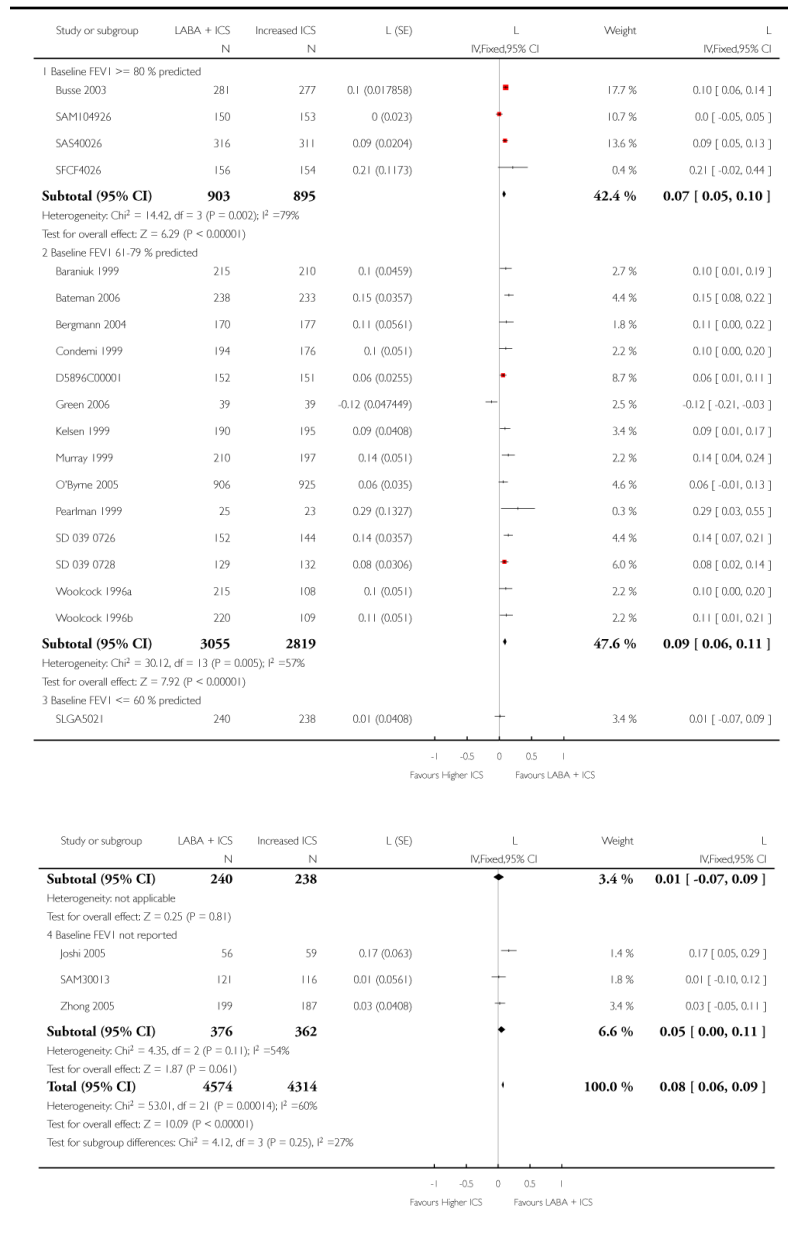 Study or subgroup LABA + ICS Increased ICS L (SE) L Weight L
N N IV,Fixed,95% CI IV,Fixed,95% CI
1 Baseline FEV1 >= 80 % predicted
Busse 2003 281 277 0.1 (0.017858) 17.7 % 0.10 [ 0.06, 0.14 ]
SAM104926 150 153 0 (0.023) 10.7 % 0.0 [ -0.05, 0.05 ]
SAS40026 316 311 0.09 (0.0204) 13.6 % 0.09 [ 0.05, 0.13 ]
SFCF4026 156 154 0.21 (0.1173) 0.4 % 0.21 [ -0.02, 0.44 ]
Subtotal (95% CI) 903 895 42.4 % 0.07 [ 0.05, 0.10 ]
Heterogeneity: Chi² = 14.42, df = 3 (P = 0.002); I² =79%
Test for overall effect: Z = 6.29 (P < 0.00001)
2 Baseline FEV1 61-79 % predicted
Baraniuk 1999 215 210 0.1 (0.0459) 2.7 % 0.10 [ 0.01, 0.19 ]
Bateman 2006 238 233 0.15 (0.0357) 4.4 % 0.15 [ 0.08, 0.22 ]
Bergmann 2004 170 177 0.11 (0.0561) 1.8 % 0.11 [ 0.00, 0.22 ]
Condemi 1999 194 176 0.1 (0.051) 2.2 % 0.10 [ 0.00, 0.20 ]
D5896C00001 152 151 0.06 (0.0255) 8.7 % 0.06 [ 0.01, 0.11 ]
Green 2006 39 39 -0.12 (0.047449) 2.5 % -0.12 [ -0.21, -0.03 ]
Kelsen 1999 190 195 0.09 (0.0408) 3.4 % 0.09 [ 0.01, 0.17 ]
Murray 1999 210 197 0.14 (0.051) 2.2 % 0.14 [ 0.04, 0.24 ]
O'Byrne 2005 906 925 0.06 (0.035) 4.6 % 0.06 [ -0.01, 0.13 ]
Pearlman 1999 25 23 0.29 (0.1327) 0.3 % 0.29 [ 0.03, 0.55 ]
SD 039 0726 152 144 0.14 (0.0357) 4.4 % 0.14 [ 0.07, 0.21 ]
SD 039 0728 129 132 0.08 (0.0306) 6.0 % 0.08 [ 0.02, 0.14 ]
Woolcock 1996a 215 108 0.1 (0.051) 2.2 % 0.10 [ 0.00, 0.20 ]
Woolcock 1996b 220 109 0.11 (0.051) 2.2 % 0.11 [ 0.01, 0.21 ]
Subtotal (95% CI) 3055 2819 47.6 % 0.09 [ 0.06, 0.11 ]
Heterogeneity: Chi² = 30.12, df = 13 (P = 0.005); I² =57%
Test for overall effect: Z = 7.92 (P < 0.00001)
3 Baseline FEV1 <= 60 % predicted
SLGA5021 240 238 0.01 (0.0408) 3.4 % 0.01 [ -0.07, 0.09 ]
-1 -0.5 0 0.5 1
Favours Higher ICS Favours LABA + ICS
Study or subgroup LABA + ICS Increased ICS L (SE) L Weight L
N N IV,Fixed,95% CI IV,Fixed,95% CI
Subtotal (95% CI) 240 238 3.4 % 0.01 [ -0.07, 0.09 ]
Heterogeneity: not applicable
Test for overall effect: Z = 0.25 (P = 0.81)
4 Baseline FEV1 not reported
Joshi 2005 56 59 0.17 (0.063) 1.4 % 0.17 [ 0.05, 0.29 ]
SAM30013 121 116 0.01 (0.0561) 1.8 % 0.01 [ -0.10, 0.12 ]
Zhong 2005 199 187 0.03 (0.0408) 3.4 % 0.03 [ -0.05, 0.11 ]
Subtotal (95% CI) 376 362 6.6 % 0.05 [ 0.00, 0.11 ]
Heterogeneity: Chi² = 4.35, df = 2 (P = 0.11); I² =54%
Test for overall effect: Z = 1.87 (P = 0.061)
Total (95% CI) 4574 4314 100.0 % 0.08 [ 0.06, 0.09 ]
Heterogeneity: Chi² = 53.01, df = 21 (P = 0.00014); I² =60%
Test for overall effect: Z = 10.09 (P < 0.00001)
Test for subgroup differences: Chi² = 4.12, df = 3 (P = 0.25), I² =27%
-1 -0.5 0 0.5 1
Favours Higher ICS Favours LABA + ICS